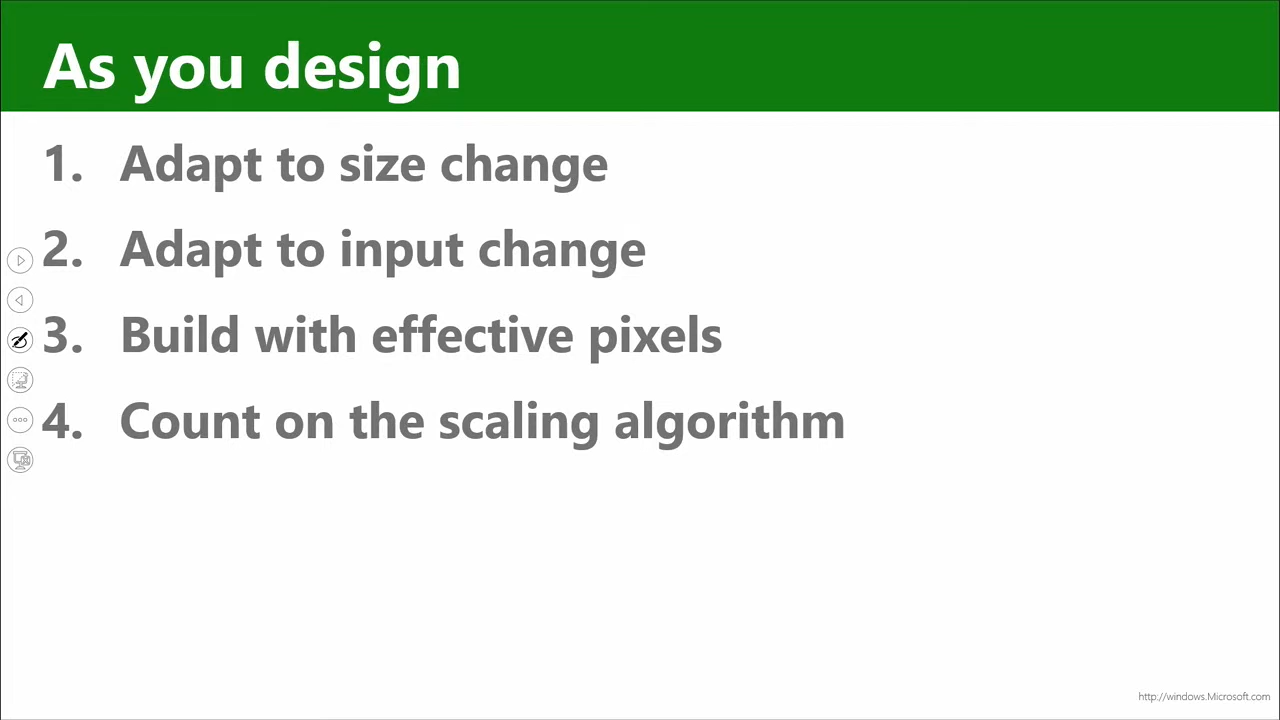 As you design
1. Adapt to size change
2. Adapt to input change
3. Build with effective pixels
4. Count on the scaling algorithm
http://windows.Microsoft.com